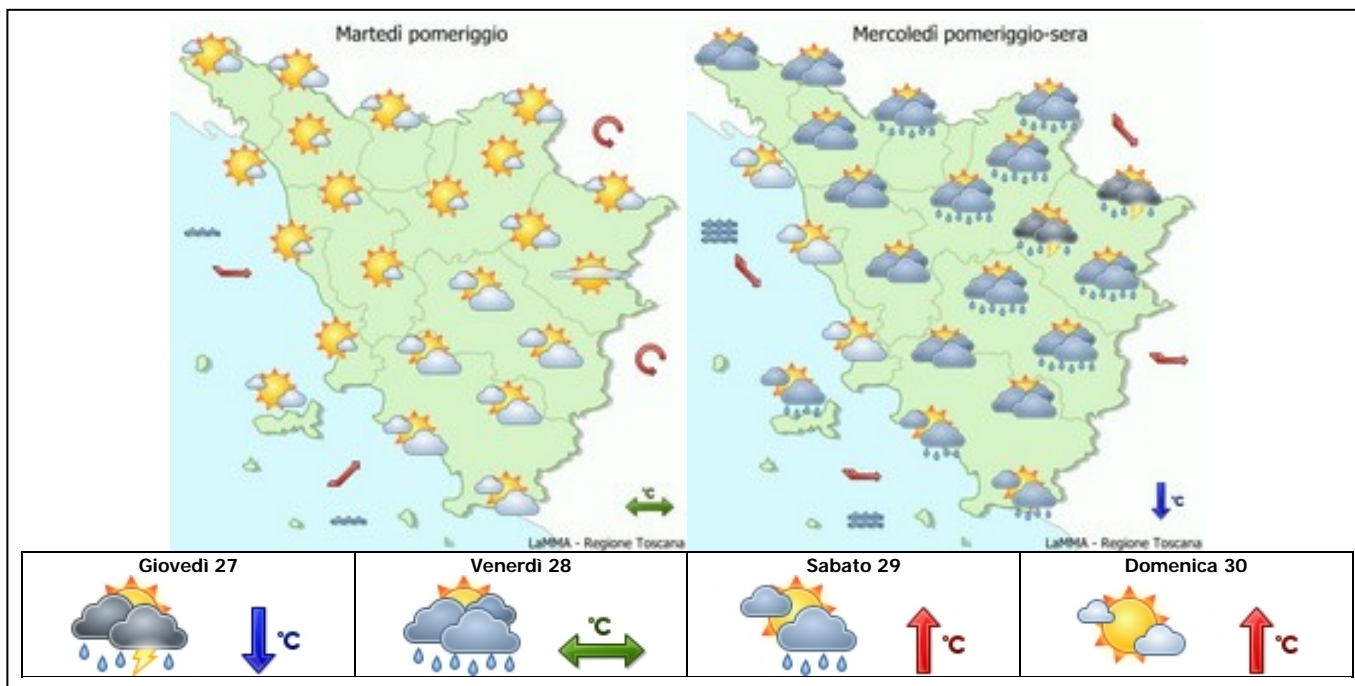 Martedì pomeriggio
Mercoledì pomeriggio-sera
°C
°C
LaMMA - Regione Toscana
LaMMA - Regione Toscana
Giovedì 27
Venerdì 28
Sabato 29
Domenica 30
°C
°C
°C
°C